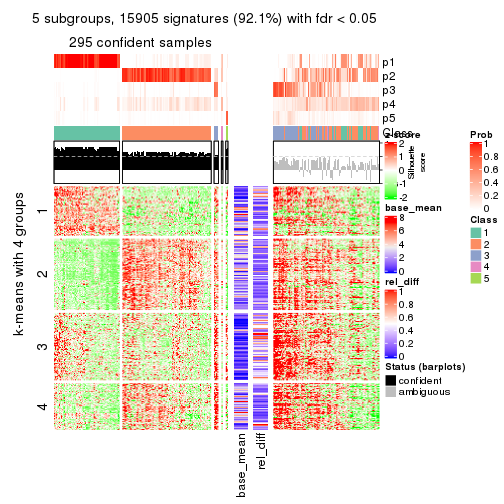 5 subgroups, 15905 signatures (92.1%) with fdr < 0.05
295 confident samples
p1
p2
p3
p4
p5
Class
k-means with 4 groups
1
2
3
4
base_mean
rel_diff
Silhouette
score
z-score
2
1
0
-1
-2
base_mean
8
6
4
2
0
rel_diff
1
0.8
0.6
0.4
0.2
0
Status (barplots)
confident
ambiguous
Prob
1
0.8
0.6
0.4
0.2
0
Class
1
2
3
4
5